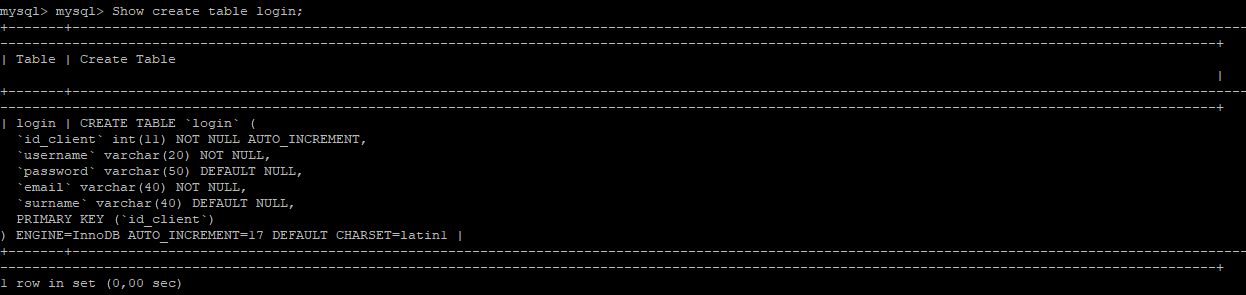 mysql> mysql> Show create table login;
| Table | Create Table
|
| login | CREATE TABLE `login` (
`id_client` int(11) NOT NULL AUTO_INCREMENT,
`username` varchar(20) NOT NULL,
`password` varchar(50) DEFAULT NULL,
`email` varchar(40) NOT NULL,
`surname` varchar(40) DEFAULT NULL,
PRIMARY KEY (`id_client`)
) ENGINE=InnoDB AUTO_INCREMENT=17 DEFAULT CHARSET=latin1 |
1 row in set (0,00 sec)